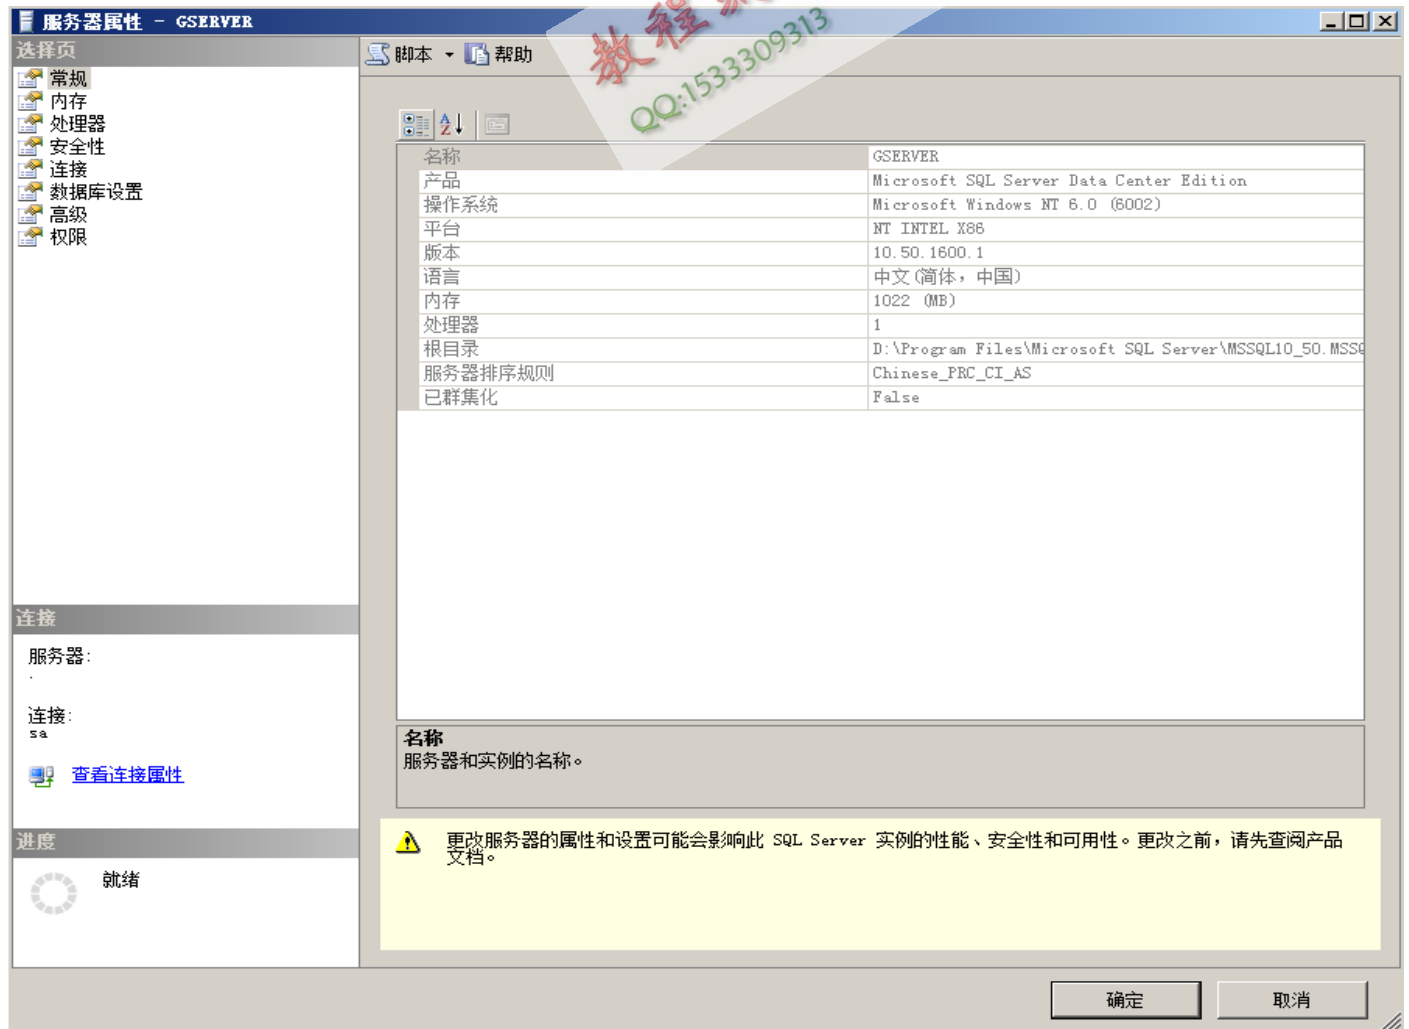 服务器属性 - GSERVER
选择页
常规
内存
处理器
安全性
连接
数据库设置
高级
权限
脚本
帮助
教程
QQ:1533309313
名称 GSERVER
产品 Microsoft SQL Server Data Center Edition
操作系统 Microsoft Windows NT 6.0 (6002)
平台 NT INTEL X86
版本 10.50.1600.1
语言 中文(简体，中国)
内存 1022 (MB)
处理器 1
根目录 D:\Program Files\Microsoft SQL Server\MSSQL10_50.MSSQ
服务器排序规则 Chinese_PRC_CI_AS
已群集化 False
连接
服务器:
.
连接:
sa
查看连接属性
进度
就绪
名称
服务器和实例的名称。
更改服务器的属性和设置可能会影响此 SQL Server 实例的性能、安全性和可用性。更改之前，请先查阅产品
文档。
确定
取消